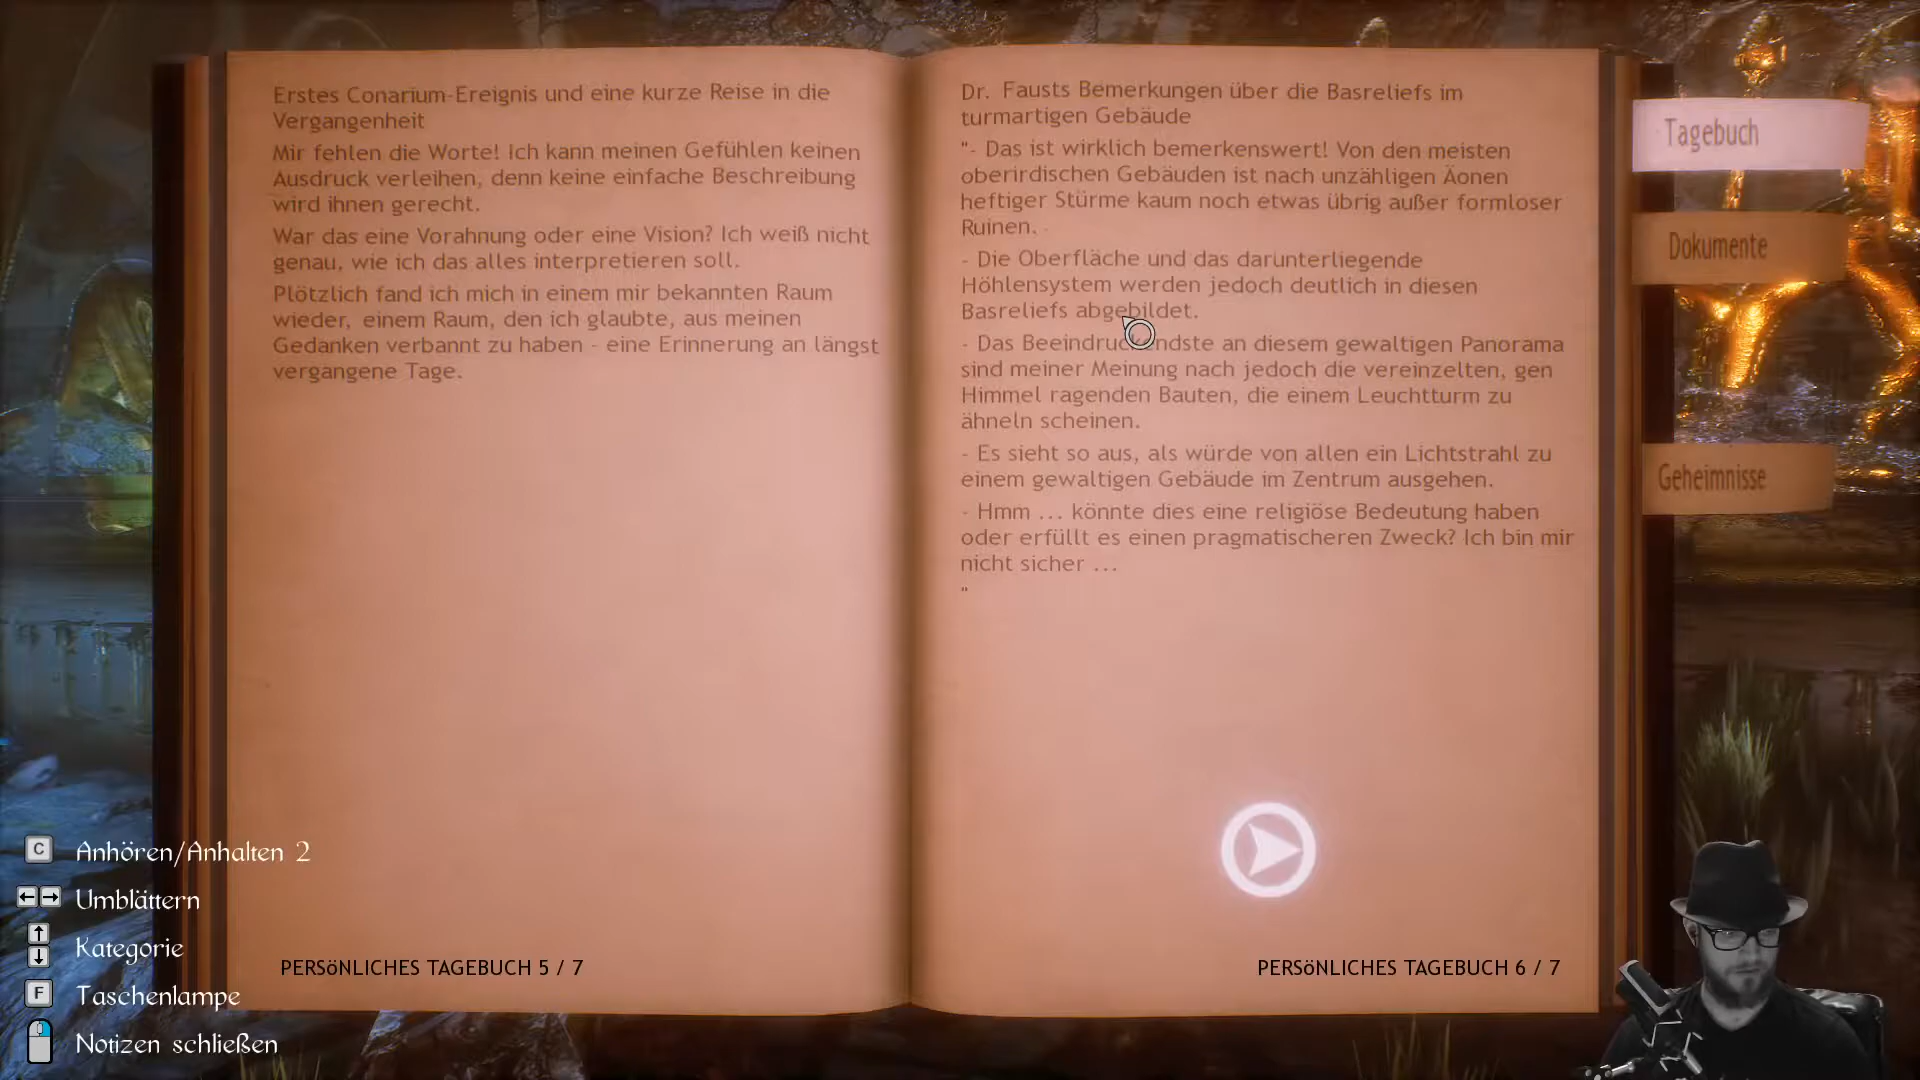 Erstes Conarium-Ereignis und eine kurze Reise in die
Vergangenheit
Mir fehlen die Worte! Ich kann meinen Gefühlen keinen
Ausdruck verleihen, denn keine einfache Beschreibung
wird ihnen gerecht.
War das eine Vorahnung oder eine Vision? Ich weiß nicht
genau, wie ich das alles interpretieren soll.
Plötzlich fand ich mich in einem mir bekannten Raum
wieder, einem Raum, den ich glaubte, aus meinen
Gedanken verbannt zu haben - eine Erinnerung an längst
vergangene Tage.
PERSöNLICHES TAGEBUCH 5 / 7
Dr. Fausts Bemerkungen über die Basreliefs im
turmartigen Gebäude
"- Das ist wirklich bemerkenswert! Von den meisten
oberirdischen Gebäuden ist nach unzähligen Äonen
heftiger Stürme kaum noch etwas übrig außer formloser
Ruinen.
- Die Oberfläche und das darunterliegende
Höhlensystem werden jedoch deutlich in diesen
Basreliefs abgebildet.
- Das Beeindruckendste an diesem gewaltigen Panorama
sind meiner Meinung nach jedoch die vereinzelten, gen
Himmel ragenden Bauten, die einem Leuchtturm zu
ähneln scheinen.
- Es sieht so aus, als würde von allen ein Lichtstrahl zu
einem gewaltigen Gebäude im Zentrum ausgehen.
- Hmm ... könnte dies eine religiöse Bedeutung haben
oder erfüllt es einen pragmatischeren Zweck? Ich bin mir
nicht sicher ...
"
PERSöNLICHES TAGEBUCH 6 / 7
Tagebuch
Dokumente
Geheimnisse
C Anhören/Anhalten 2
←→ Umblättern
↑↓ Kategorie
F Taschenlampe
Notizen schließen